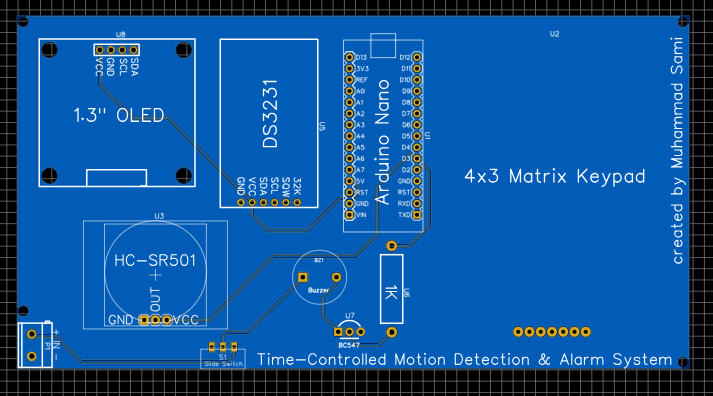 U8
VCC
GND
SCL
SDA
1.3" OLED
DS3231
U5
GND
VCC
SDA
SCL
SQW
32K
D13
3V3
REF
A0
A1
A2
A3
A4
A5
A6
A7
5V
RST
GND
VIN
Arduino Nano
D12
D11
D10
D9
D8
D7
D6
D5
D4
D3
D2
GND
RST
RXD
TXD
U1
U2
4x3 Matrix Keypad
created by Muhammad Sami
U3
HC-SR501
GND
OUT
VCC
BZ1
Buzzer
1K
U6
U7
BC547
+
IN
-
P1
S1
Slide Switch
Time-Controlled Motion Detection & Alarm System